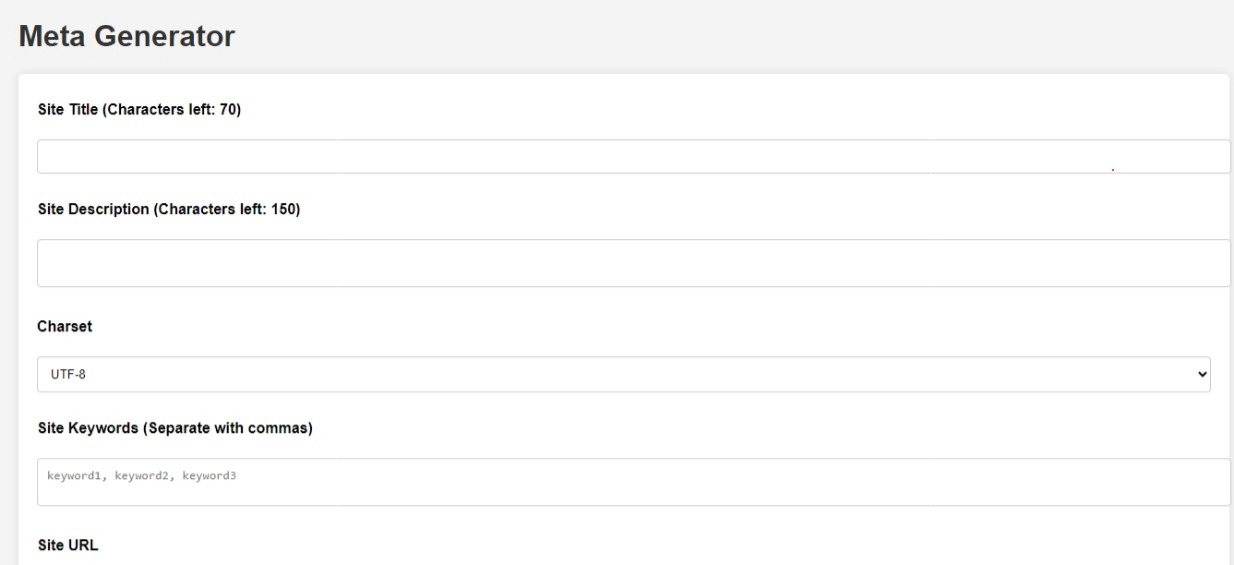 Meta Generator
Site Title (Characters left: 70)
Site Description (Characters left: 150)
Charset
UTF-8
Site Keywords (Separate with commas)
keyword1, keyword2, keyword3
Site URL